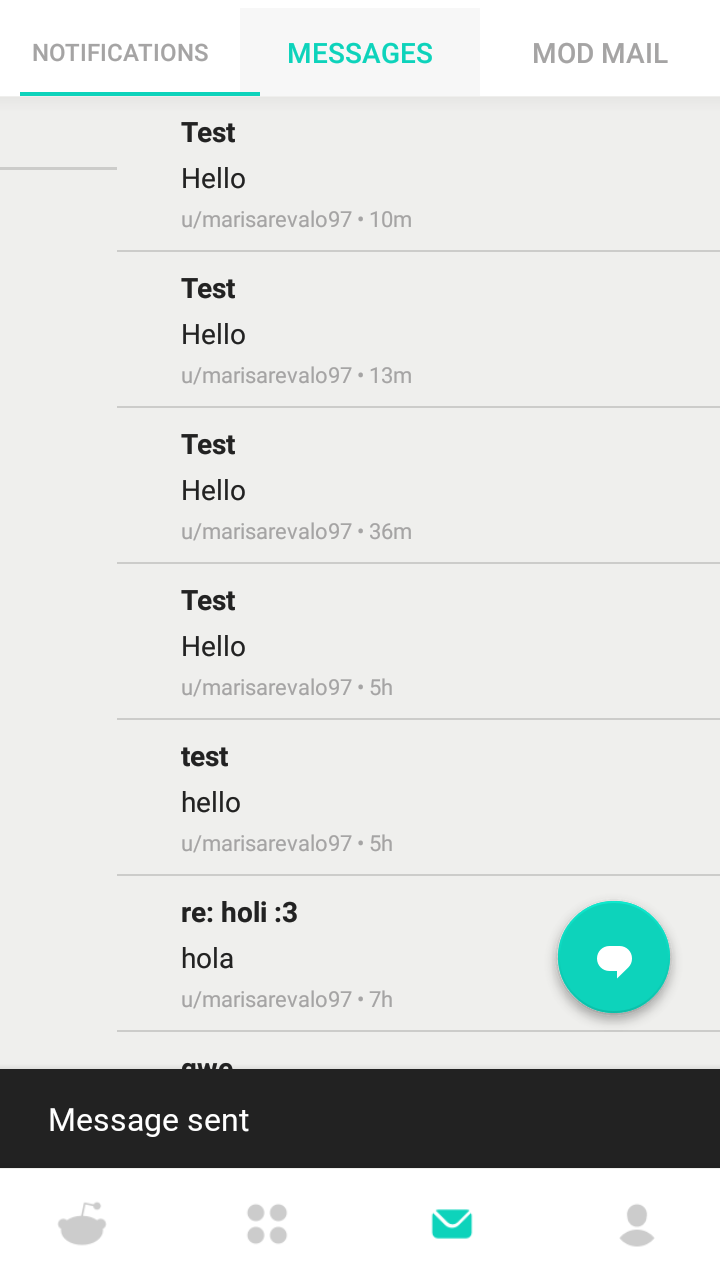 NOTIFICATIONS
MESSAGES
MOD MAIL
Test
Hello
u/marisarevalo97 • 10m
Test
Hello
u/marisarevalo97 • 13m
Test
Hello
u/marisarevalo97 • 36m
Test
Hello
u/marisarevalo97 • 5h
test
hello
u/marisarevalo97 • 5h
re: holi :3
hola
u/marisarevalo97 • 7h
Message sent